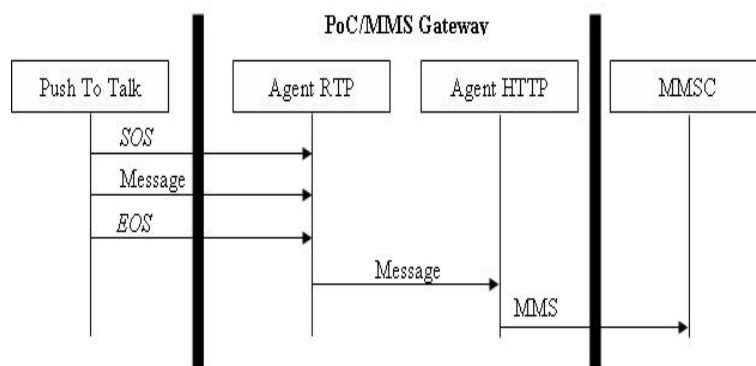 PoC/MMS Gateway
Push To Talk
Agent RTP
Agent HTTP
MMSC
SOS
Message
EOS
Message
MMS